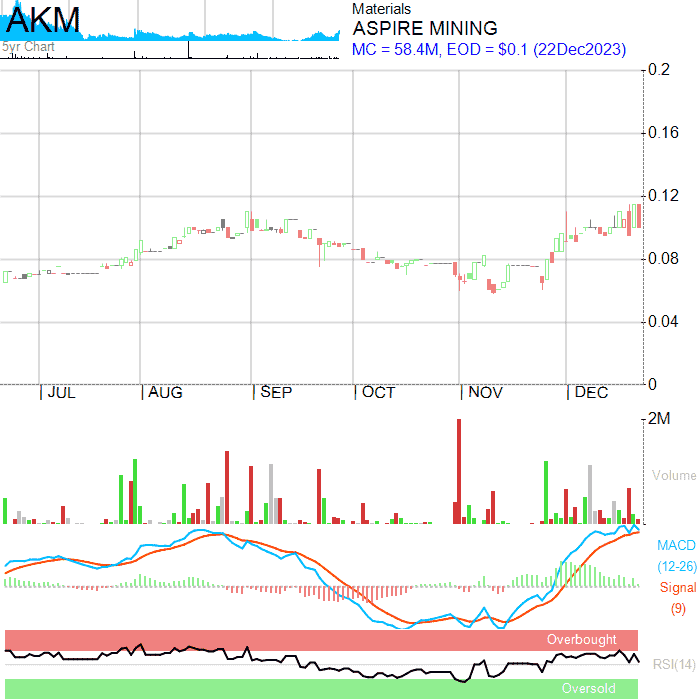 AKM
5yr Chart
Materials
ASPIRE MINING
MC = 58.4M, EOD = $0.1 (22Dec2023)
0.2
0.16
0.12
0.08
0.04
0
JUL AUG SEP OCT NOV DEC
2M
Volume
MACD
(12-26)
Signal
(9)
Overbought
RSI(14)
Oversold